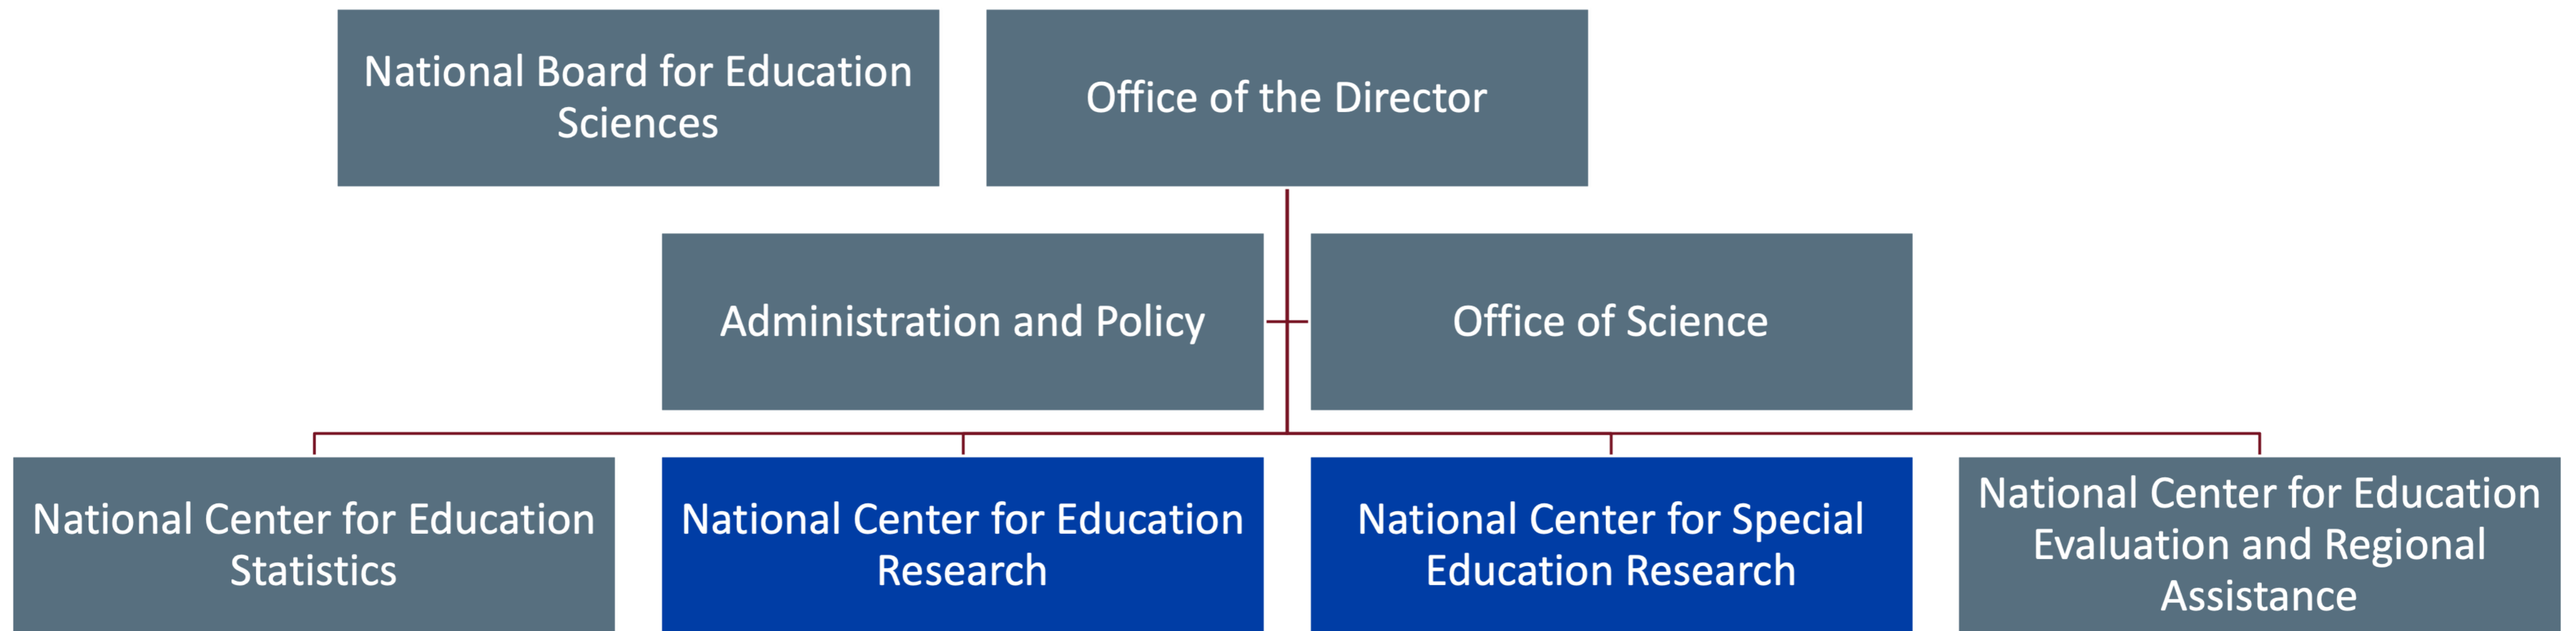 National Board for Education
Sciences
Office of the Director
Administration and Policy
Office of Science
National Center for Education
Statistics
National Center for Education
Research
National Center for Special
Education Research
National Center for Education
Evaluation and Regional
Assistance